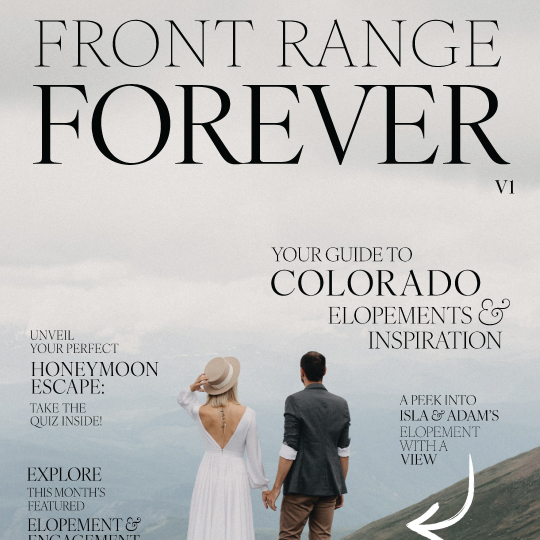 FRONT RANGE
FOREVER
V1
YOUR GUIDE TO
COLORADO
ELOPEMENTS &
INSPIRATION
UNVEIL
YOUR PERFECT
HONEYMOON
ESCAPE:
TAKE THE
QUIZ INSIDE!
A PEEK INTO
ISLA & ADAM'S
ELOPEMENT
WITH A
VIEW
EXPLORE
THIS MONTH'S
FEATURED
ELOPEMENT &
ENGAGEMENT